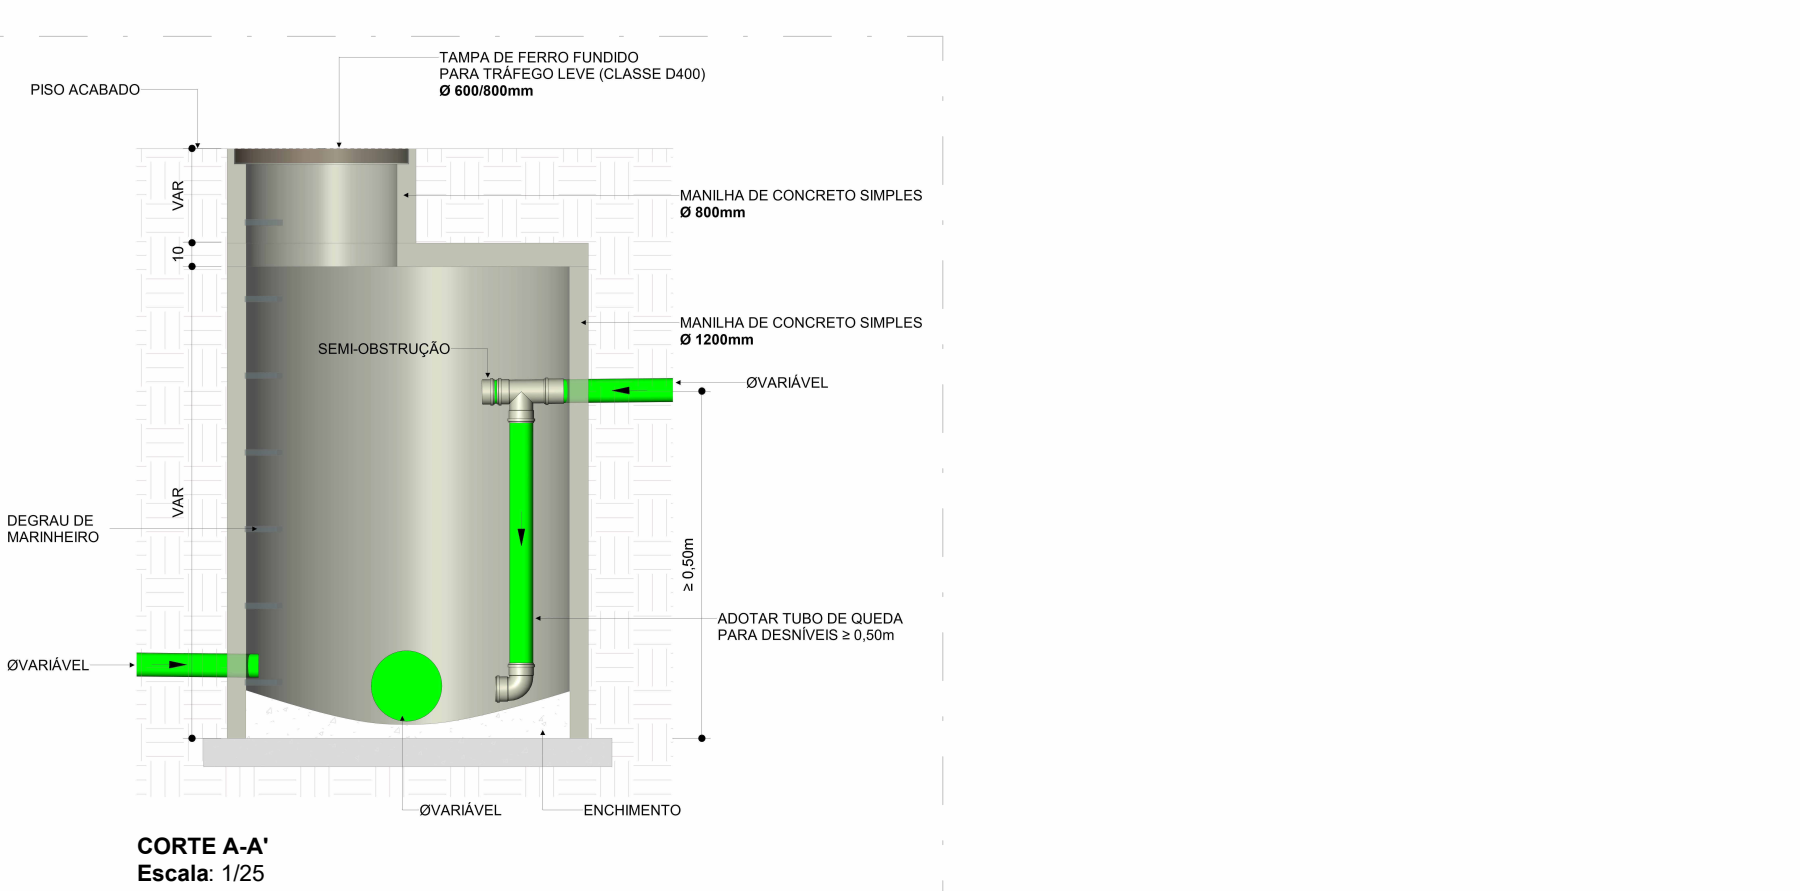 TAMPA DE FERRO FUNDIDO
PARA TRÁFEGO LEVE (CLASSE D400)
Ø 600/800mm
PISO ACABADO
VAR
MANILHA DE CONCRETO SIMPLES
Ø 800mm
10
MANILHA DE CONCRETO SIMPLES
Ø 1200mm
SEMI-OBSTRUÇÃO
ØVARIÁVEL
VAR
DEGRAU DE
MARINHEIRO
≥ 0,50m
ADOTAR TUBO DE QUEDA
PARA DESNÍVEIS ≥ 0,50m
ØVARIÁVEL
ØVARIÁVEL
ENCHIMENTO
CORTE A-A'
Escala: 1/25